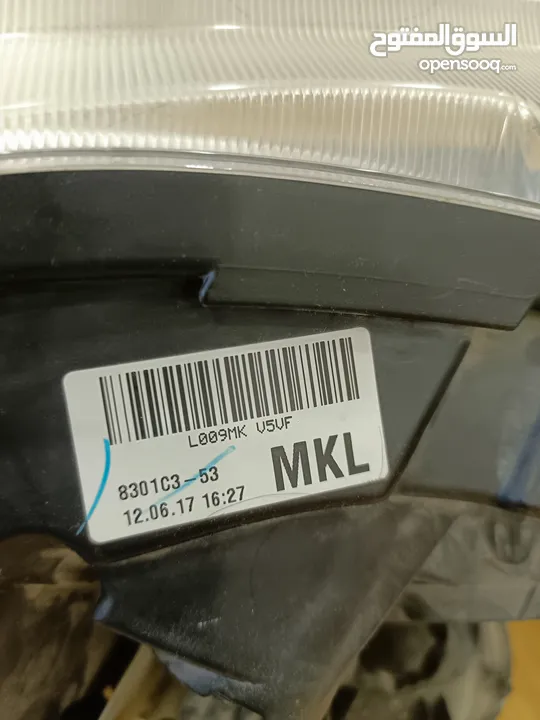 السوق المفتوح
opensooq.com
L009MK V5VF
8301C3-53
MKL
12.06.17 16:27